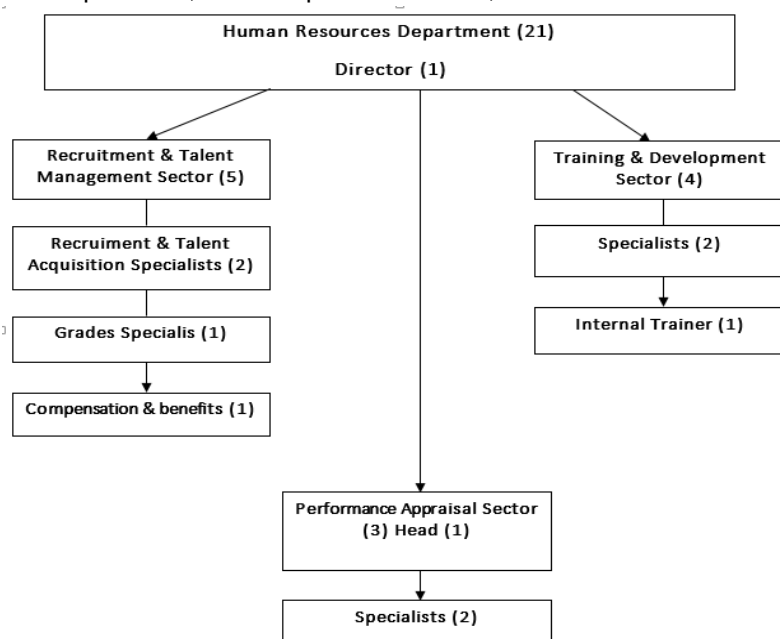 Human Resources Department (21)
Director (1)
Recruitment & Talent
Management Sector (5)
Recruiment & Talent
Acquisition Specialists (2)
Grades Specialis (1)
Compensation & benefits (1)
Training & Development
Sector (4)
Specialists (2)
Internal Trainer (1)
Performance Appraisal Sector
(3) Head (1)
Specialists (2)